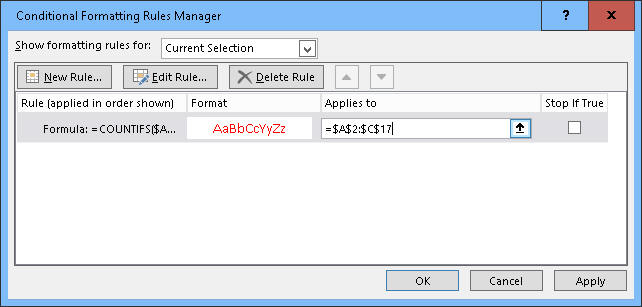 Conditional Formatting Rules Manager ? ×
Show formatting rules for: Current Selection
New Rule... Edit Rule... Delete Rule
Rule (applied in order shown) Format Applies to Stop If True
Formula: =COUNTIFS($A... AaBbCcYyZz =$A$2:$C$17
OK Cancel Apply